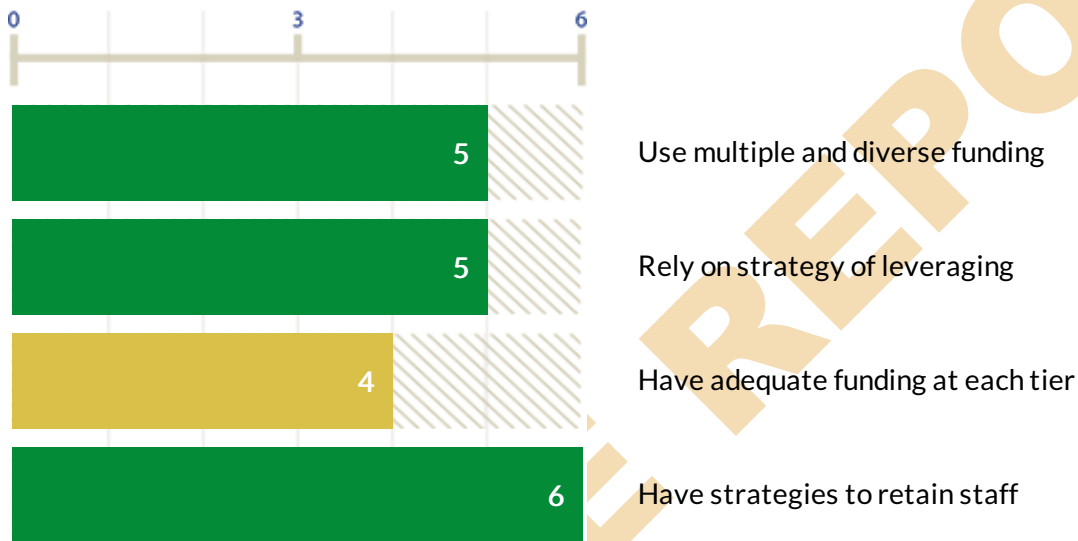 0 3 6
5 Use multiple and diverse funding
5 Rely on strategy of leveraging
4 Have adequate funding at each tier
6 Have strategies to retain staff
E REPO